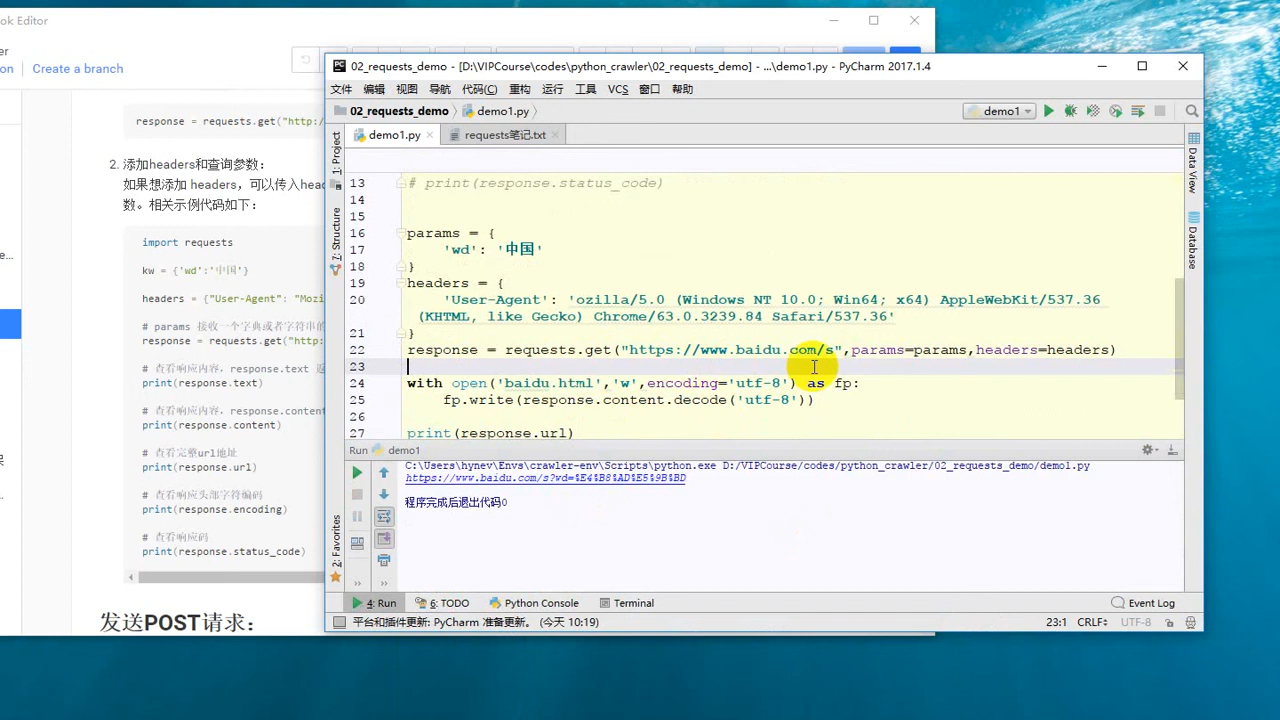 ok Editor
er
on Create a branch
response = requests.get("http:/
2. 添加headers和查询参数：
如果想添加 headers，可以传入head
数。相关示例代码如下：
import requests
kw = {'wd':'中国'}
headers = {"User-Agent": "Mozi
# params 接收一个字典或者字符串的
response = requests.get("http:
# 查看响应内容，response.text 返
print(response.text)
# 查看响应内容，response.content
print(response.content)
# 查看完整url地址
print(response.url)
# 查看响应头部字符编码
print(response.encoding)
# 查看响应码
print(response.status_code)
发送POST请求：
02_requests_demo - [D:\VIPCourse\codes\python_crawler\02_requests_demo] - ...\demo1.py - PyCharm 2017.1.4
文件 编辑 视图 导航 代码(C) 重构 运行 工具 VCS 窗口 帮助
02_requests_demo demo1.py
demo1
demo1.py requests笔记.txt
1: Project
7: Structure
2: Favorites
Data View
Database
13 # print(response.status_code)
14
15
16 params = {
17 'wd': '中国'
18 }
19 headers = {
20 'User-Agent': 'ozilla/5.0 (Windows NT 10.0; Win64; x64) AppleWebKit/537.36
(KHTML, like Gecko) Chrome/63.0.3239.84 Safari/537.36'
21 }
22 response = requests.get("https://www.baidu.com/s",params=params,headers=headers)
23
24 with open('baidu.html','w',encoding='utf-8') as fp:
25 fp.write(response.content.decode('utf-8'))
26
27 print(response.url)
Run demo1
C:\Users\hynev\Envs\crawler-env\Scripts\python.exe D:/VIPCourse/codes/python_crawler/02_requests_demo/demo1.py
https://www.baidu.com/s?wd=%E4%B8%AD%E5%9B%BD
程序完成后退出代码0
4: Run 6: TODO Python Console Terminal Event Log
平台和插件更新: PyCharm 准备更新。 (今天 10:19) 23:1 CRLF UTF-8